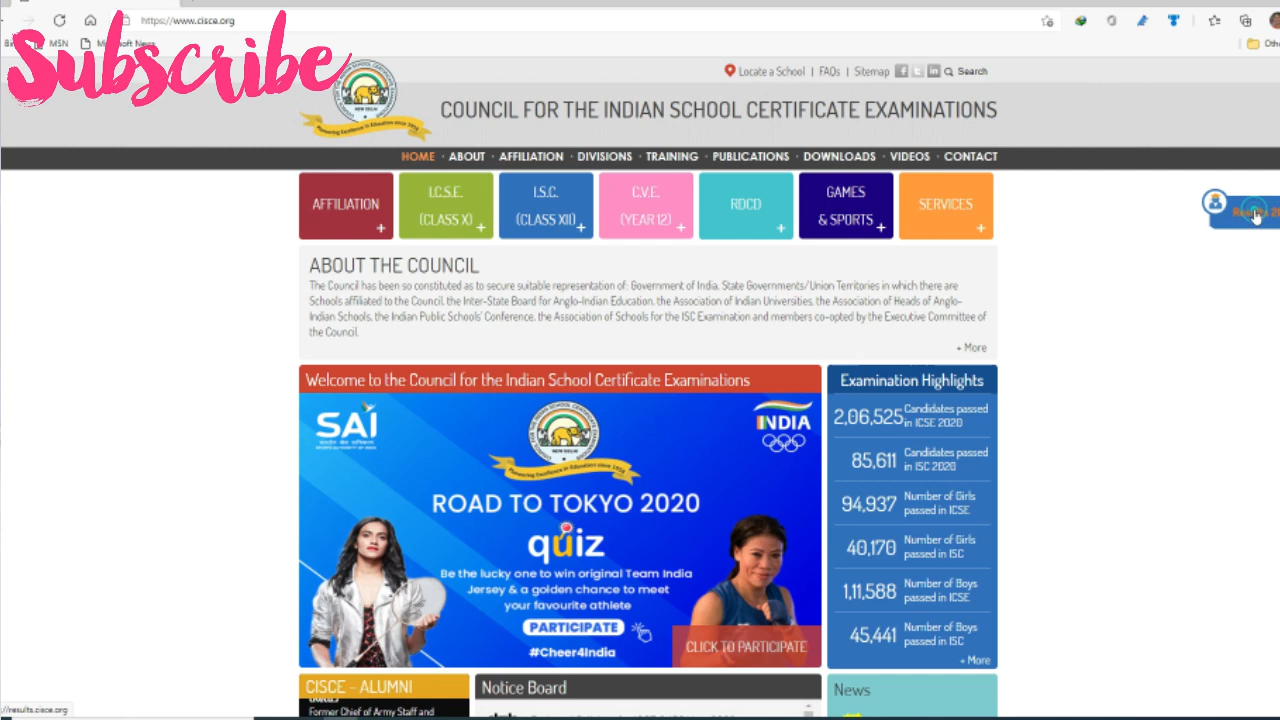 https://www.cisce.org
MSN
Microsoft News
Subscribe
Locate a School | FAQs | Sitemap
Search
NEW DELHI
Pioneering Excellence in Education since 1958
COUNCIL FOR THE INDIAN SCHOOL CERTIFICATE EXAMINATIONS
HOME · ABOUT · AFFILIATION · DIVISIONS · TRAINING · PUBLICATIONS · DOWNLOADS · VIDEOS · CONTACT
AFFILIATION +
I.C.S.E. (CLASS X) +
I.S.C. (CLASS XII) +
C.V.E. (YEAR 12) +
RDCD +
GAMES & SPORTS +
SERVICES +
ABOUT THE COUNCIL
The Council has been so constituted as to secure suitable representation of: Government of India, State Governments/Union Territories in which there are
Schools affiliated to the Council, the Inter-State Board for Anglo-Indian Education, the Association of Indian Universities, the Association of Heads of Anglo-
Indian Schools, the Indian Public Schools' Conference, the Association of Schools for the ISC Examination and members co-opted by the Executive Committee of
the Council.
+ More
Welcome to the Council for the Indian School Certificate Examinations
SAI
INDIA
NEW DELHI
ROAD TO TOKYO 2020
quiz
Be the lucky one to win original Team India
Jersey & a golden chance to meet
your favourite athlete
PARTICIPATE
#Cheer4India
CLICK TO PARTICIPATE
Examination Highlights
2,06,525 Candidates passed in ICSE 2020
85,611 Candidates passed in ISC 2020
94,937 Number of Girls passed in ICSE
40,170 Number of Girls passed in ISC
1,11,588 Number of Boys passed in ICSE
45,441 Number of Boys passed in ISC
+ More
CISCE - ALUMNI
Former Chief of Army Staff and
Notice Board
News
//results.cisce.org